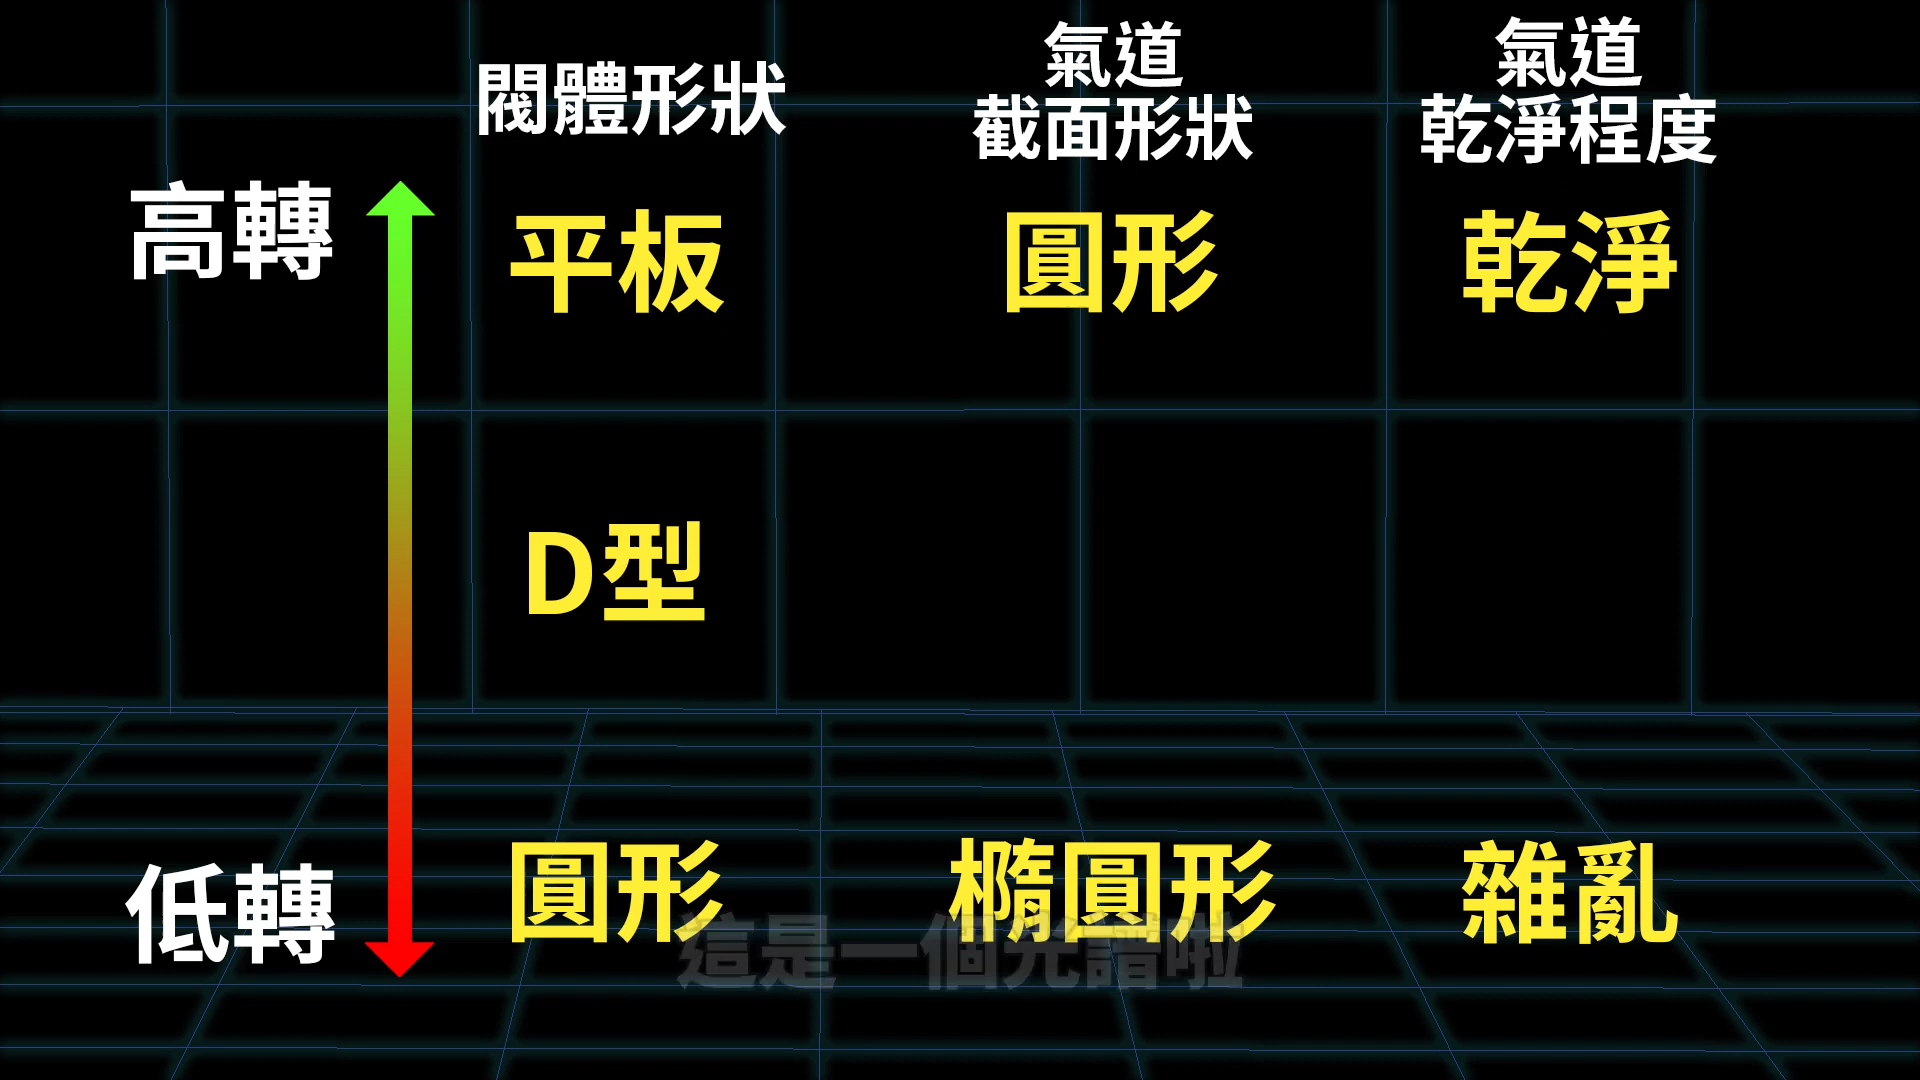 閥體形狀
氣道
截面形狀
氣道
乾淨程度
高轉
平板
圓形
乾淨
D型
低轉
圓形
橢圓形
雜亂
這是一個光譜啦